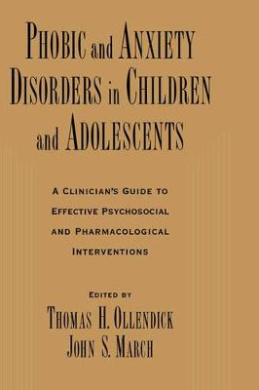 PHOBIC and ANXIETY
DISORDERS in CHILDREN
and ADOLESCENTS
A CLINICIAN'S GUIDE TO
EFFECTIVE PSYCHOSOCIAL
AND PHARMACOLOGICAL
INTERVENTIONS
EDITED BY
THOMAS H. OLLENDICK
JOHN S. MARCH